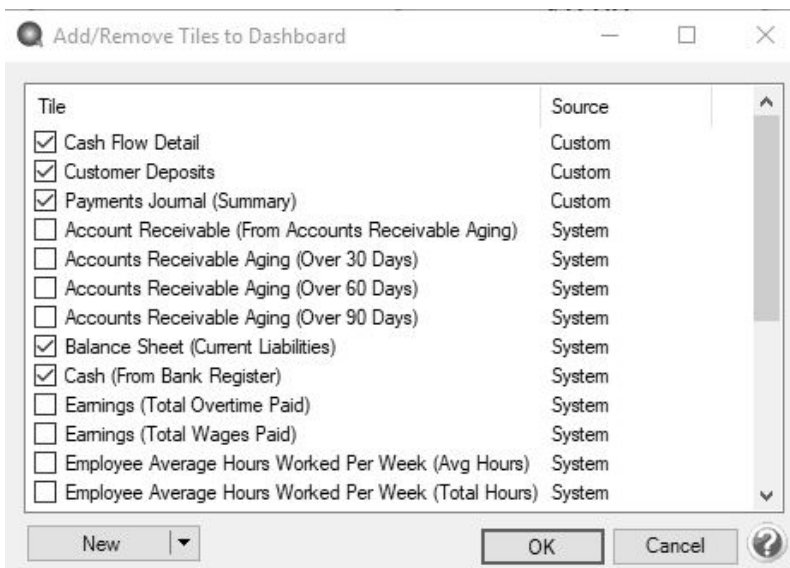 Add/Remove Tiles to Dashboard
Tile Source
Cash Flow Detail Custom
Customer Deposits Custom
Payments Journal (Summary) Custom
Account Receivable (From Accounts Receivable Aging) System
Accounts Receivable Aging (Over 30 Days) System
Accounts Receivable Aging (Over 60 Days) System
Accounts Receivable Aging (Over 90 Days) System
Balance Sheet (Current Liabilities) System
Cash (From Bank Register) System
Earnings (Total Overtime Paid) System
Earnings (Total Wages Paid) System
Employee Average Hours Worked Per Week (Avg Hours) System
Employee Average Hours Worked Per Week (Total Hours) System
New OK Cancel ?